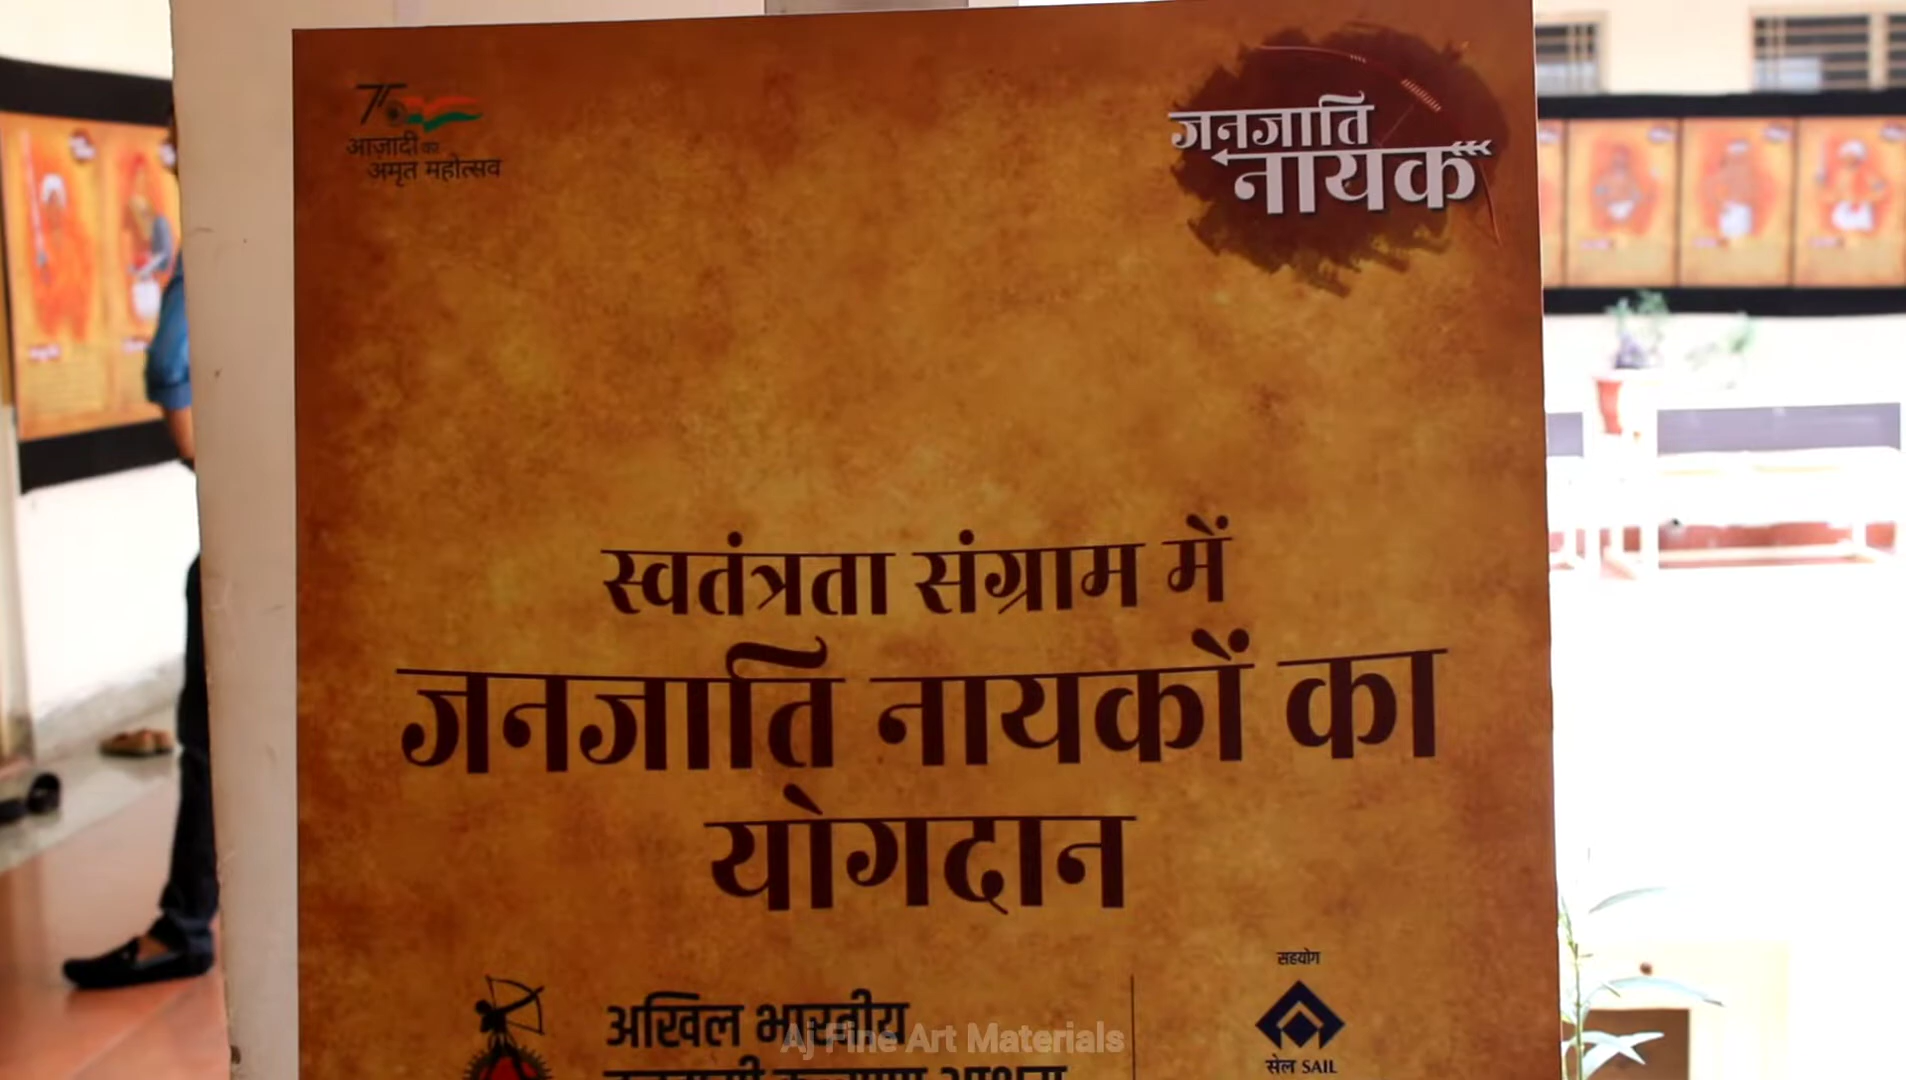 75
आज़ादी का
अमृत महोत्सव
जनजाति
नायक
स्वतंत्रता संग्राम में
जनजाति नायकों का
योगदान
सहयोग
अखिल भारतीय
सेल SAIL
Aj Fine Art Materials